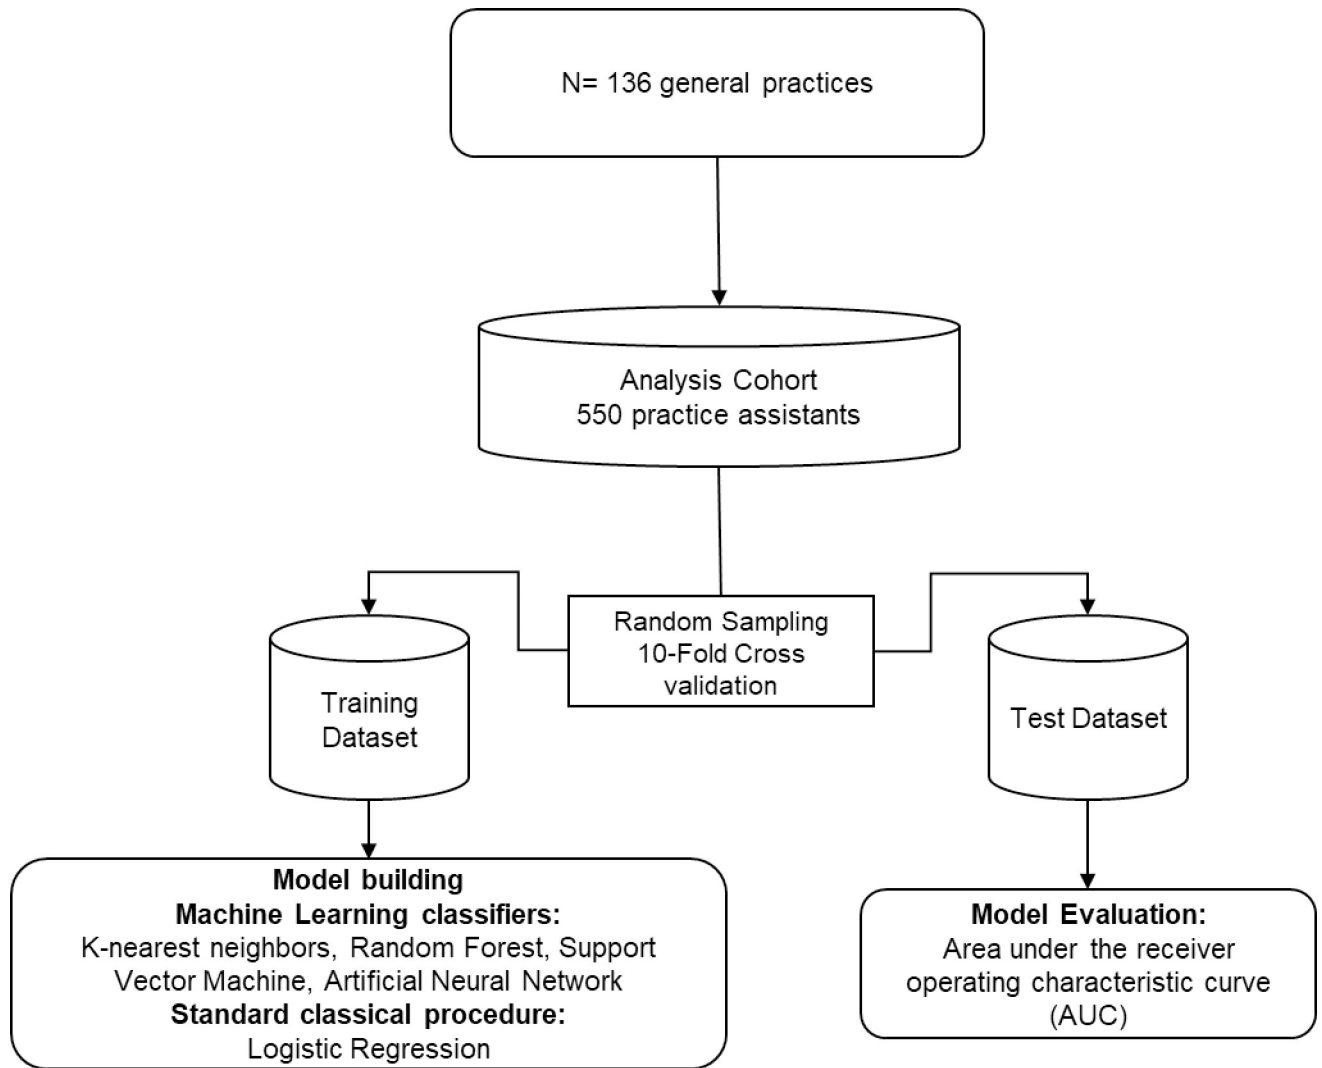 N= 136 general practices
Analysis Cohort
550 practice assistants
Random Sampling
10-Fold Cross
validation
Training
Dataset
Test Dataset
Model building
Machine Learning classifiers:
K-nearest neighbors, Random Forest, Support
Vector Machine, Artificial Neural Network
Standard classical procedure:
Logistic Regression
Model Evaluation:
Area under the receiver
operating characteristic curve
(AUC)